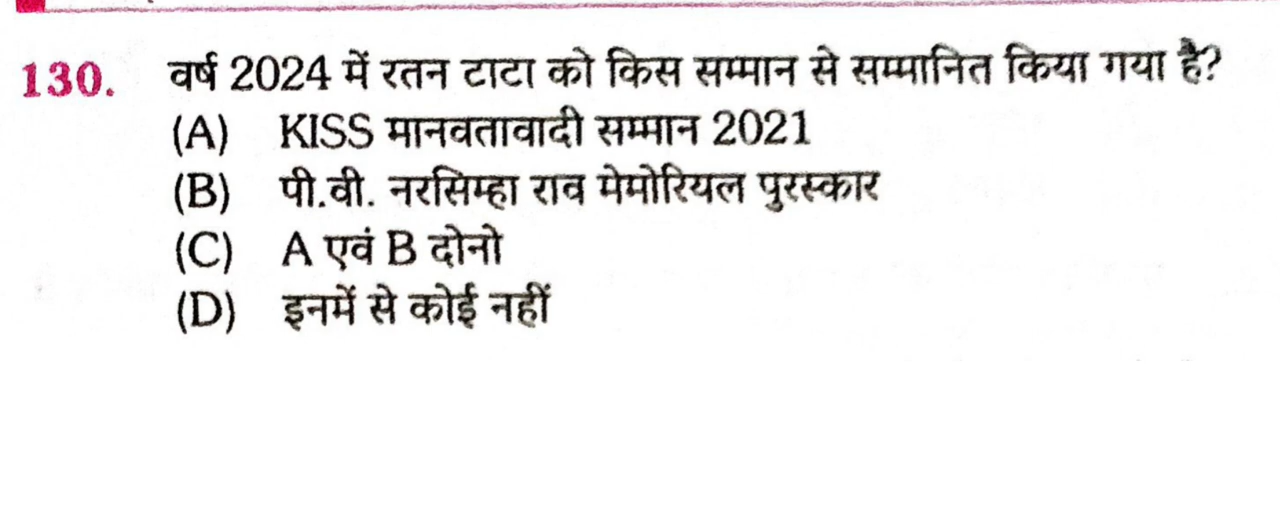 130. वर्ष 2024 में रतन टाटा को किस सम्मान से सम्मानित किया गया है?
(A) KISS मानवतावादी सम्मान 2021
(B) पी.वी. नरसिम्हा राव मेमोरियल पुरस्कार
(C) A एवं B दोनो
(D) इनमें से कोई नहीं